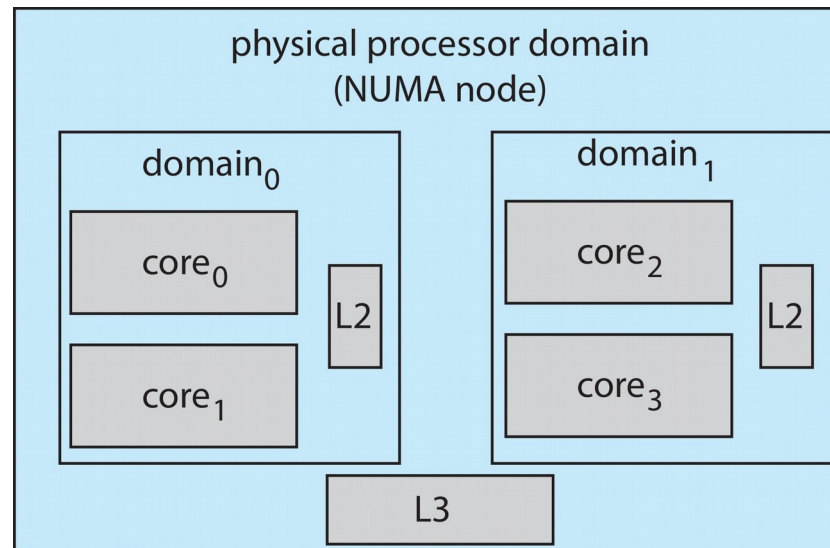 physical processor domain
(NUMA node)
domain₀
core₀
core₁
L2
domain₁
core₂
core₃
L2
L3